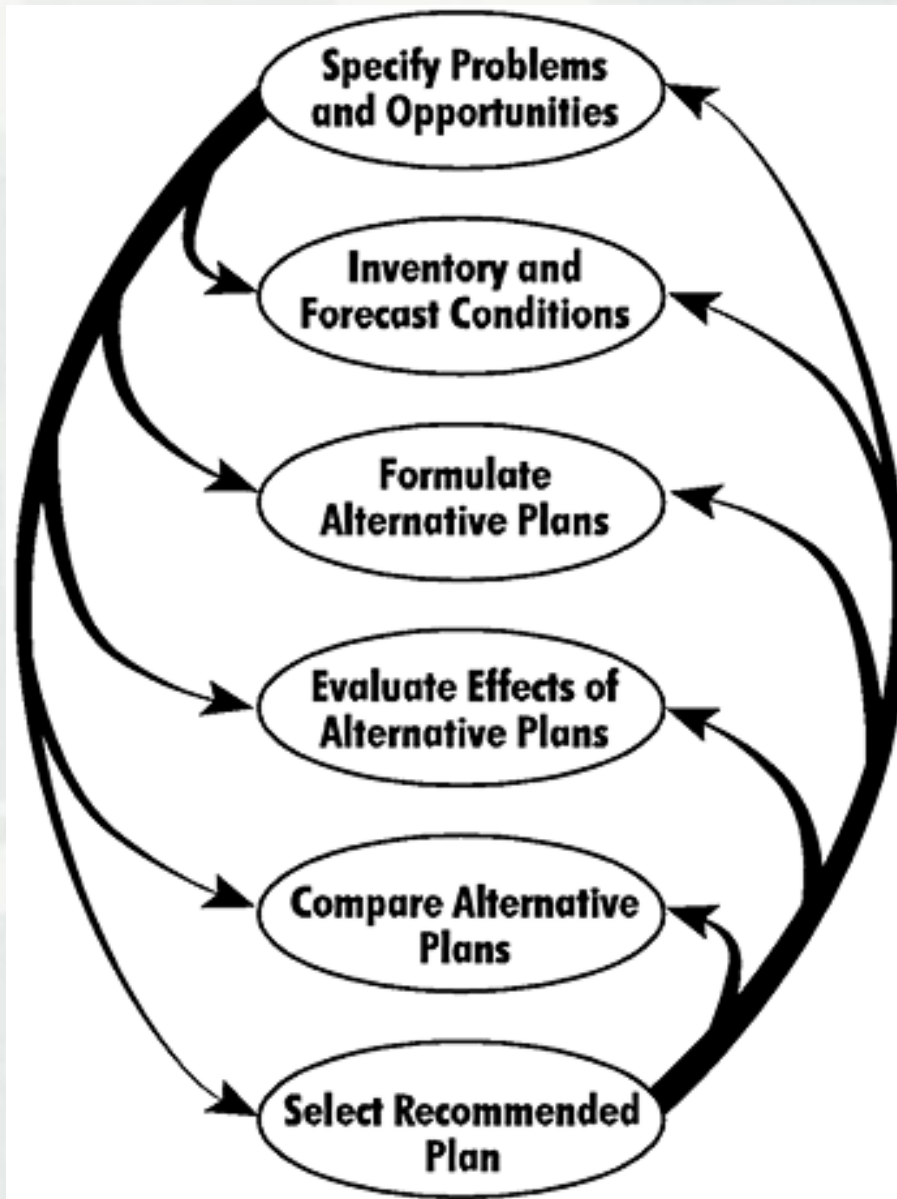 Specify Problems
and Opportunities
Inventory and
Forecast Conditions
Formulate
Alternative Plans
Evaluate Effects of
Alternative Plans
Compare Alternative
Plans
Select Recommended
Plan